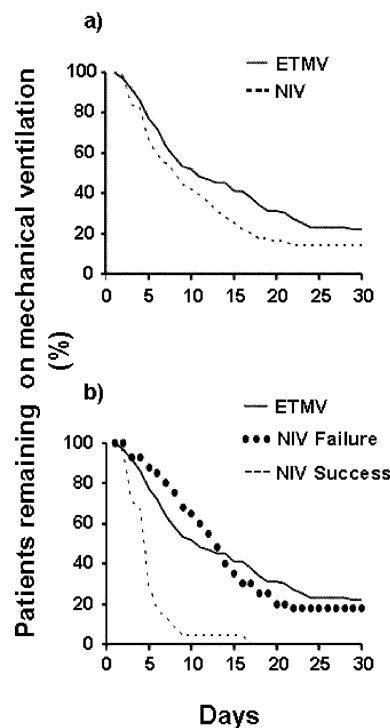 a)
Patients remaining on mechanical ventilation
(%)
ETMV
NIV
100
80
60
40
20
0
0 5 10 15 20 25 30
b)
ETMV
NIV Failure
NIV Success
100
80
60
40
20
0
0 5 10 15 20 25 30
Days